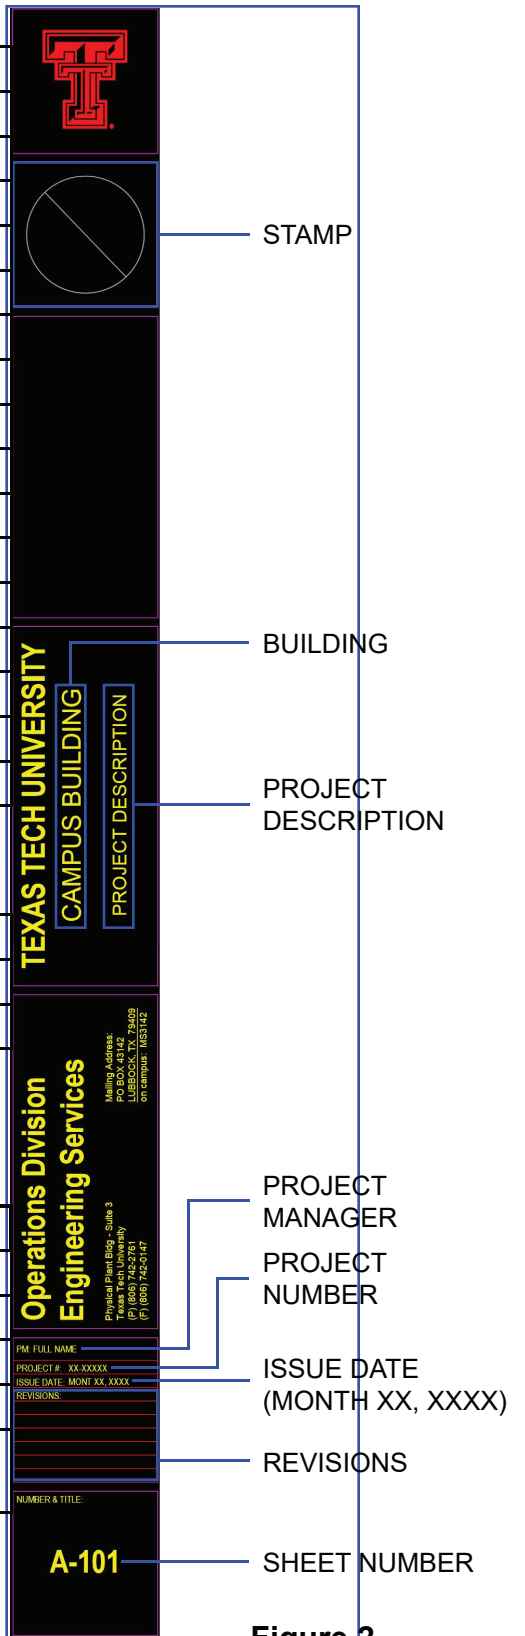 STAMP
BUILDING
TEXAS TECH UNIVERSITY
CAMPUS BUILDING
PROJECT DESCRIPTION
PROJECT
DESCRIPTION
Operations Division
Engineering Services
Physical Plant Bldg - Suite 3
Texas Tech University
(P) (806) 742-2761
(F) (806) 742-0147
Mailing Address:
PO BOX 43142
LUBBOCK, TX 79409
on campus: MS3142
PROJECT
MANAGER
PROJECT
NUMBER
PM: FULL NAME
PROJECT #: XX-XXXXX
ISSUE DATE: MONT XX, XXXX
ISSUE DATE
(MONTH XX, XXXX)
REVISIONS:
REVISIONS
NUMBER & TITLE:
A-101
SHEET NUMBER
Figure 2